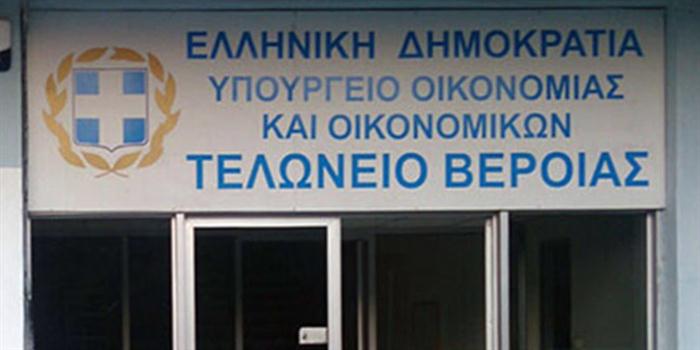 ΕΛΛΗΝΙΚΗ ΔΗΜΟΚΡΑΤΙΑ
ΥΠΟΥΡΓΕΙΟ ΟΙΚΟΝΟΜΙΑΣ
ΚΑΙ ΟΙΚΟΝΟΜΙΚΩΝ
ΤΕΛΩΝΕΙΟ ΒΕΡΟΙΑΣ